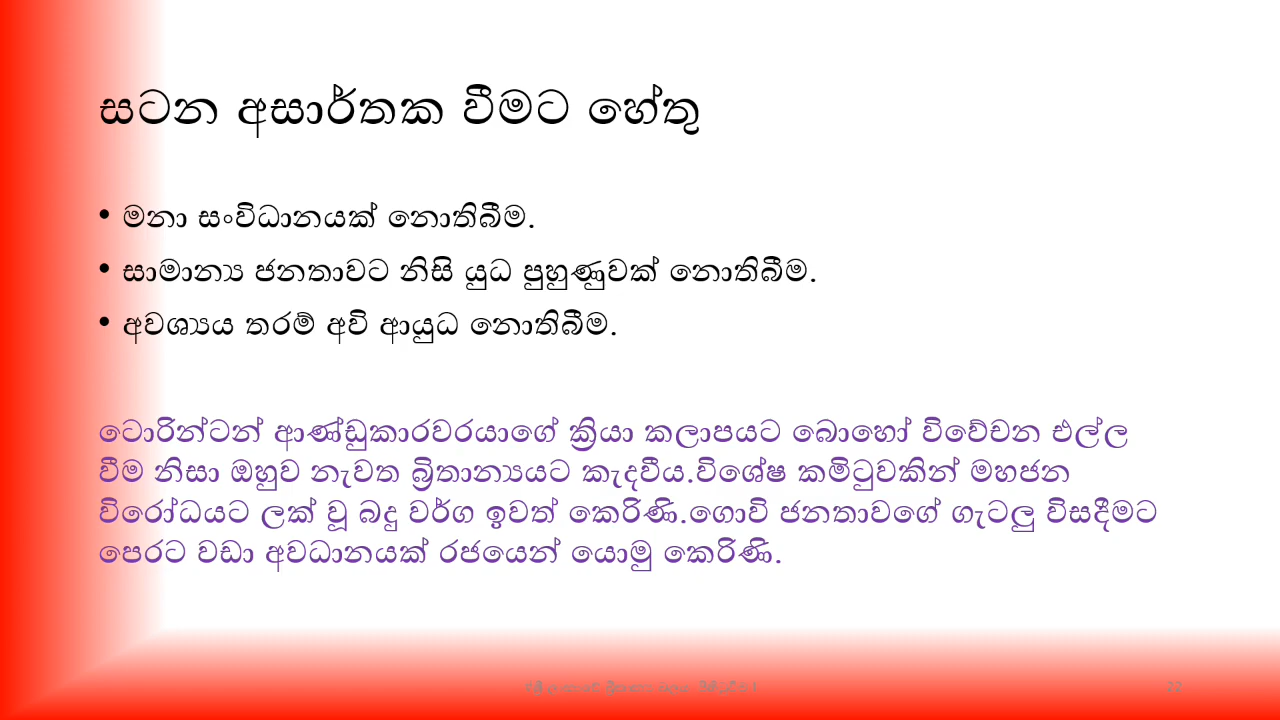 සටන අසාර්තක වීමට හේතු
• මනා සංවිධානයක් නොතිබීම.
• සාමාන්‍ය ජනතාවට නිසි යුධ පුහුණුවක් නොතිබීම.
• අවශ්‍යය තරම් අවි ආයුධ නොතිබීම.
ටොරින්ටන් ආණ්ඩුකාරවරයාගේ ක්‍රියා කලාපයට බොහෝ විවේචන එල්ල
වීම නිසා ඔහුව නැවත බ්‍රිතාන්‍යයට කැදවීය.විශේෂ කමිටුවකින් මහජන
විරෝධයට ලක් වූ බදු වර්ග ඉවත් කෙරිණි.ගොවි ජනතාවගේ ගැටලු විසදීමට
පෙරට වඩා අවධානයක් රජයෙන් යොමු කෙරිණි.
22